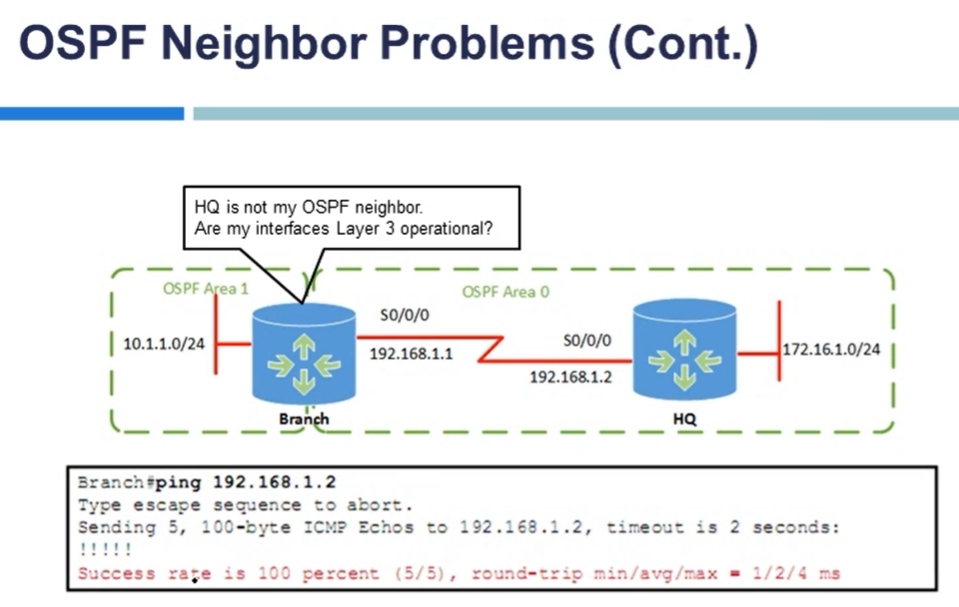 OSPF Neighbor Problems (Cont.)
HQ is not my OSPF neighbor.
Are my interfaces Layer 3 operational?
OSPF Area 1
OSPF Area 0
10.1.1.0/24
S0/0/0
192.168.1.1
S0/0/0
192.168.1.2
172.16.1.0/24
Branch
HQ
Branch#ping 192.168.1.2
Type escape sequence to abort.
Sending 5, 100-byte ICMP Echos to 192.168.1.2, timeout is 2 seconds:
!!!!!
Success rate is 100 percent (5/5), round-trip min/avg/max = 1/2/4 ms